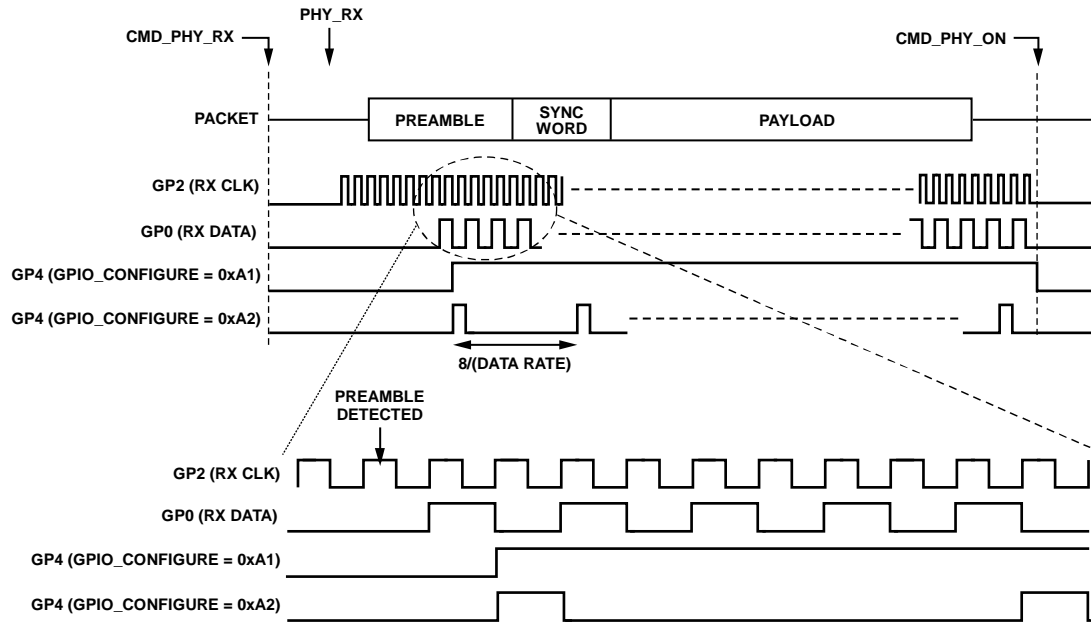 PHY_RX
CMD_PHY_RX
CMD_PHY_ON
PACKET
PREAMBLE
SYNC
WORD
PAYLOAD
GP2 (RX CLK)
GP0 (RX DATA)
GP4 (GPIO_CONFIGURE = 0xA1)
GP4 (GPIO_CONFIGURE = 0xA2)
8/(DATA RATE)
PREAMBLE
DETECTED
GP2 (RX CLK)
GP0 (RX DATA)
GP4 (GPIO_CONFIGURE = 0xA1)
GP4 (GPIO_CONFIGURE = 0xA2)